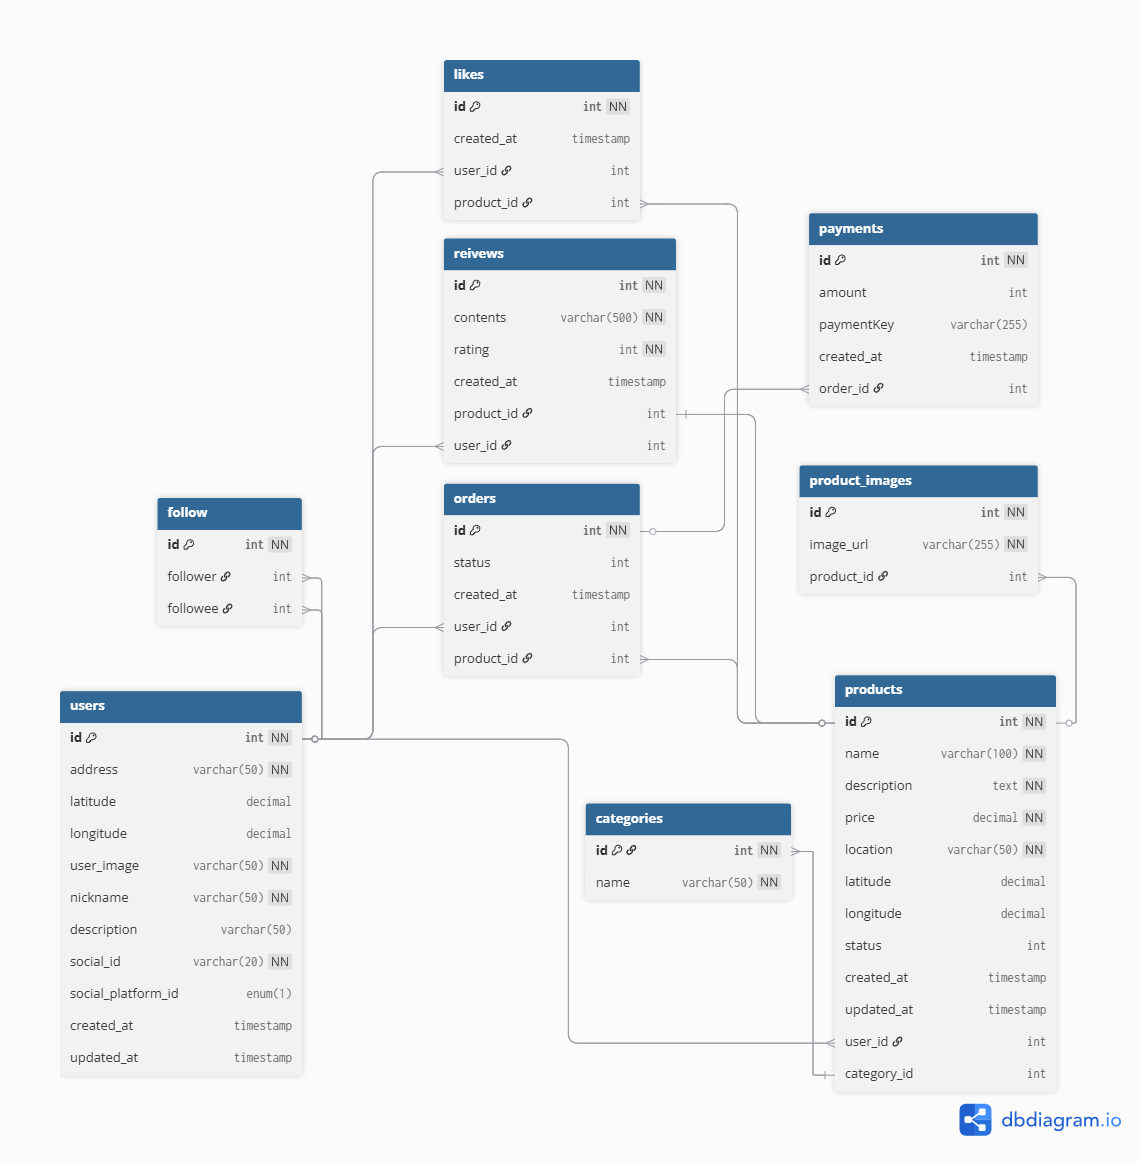 likes
id int NN
created_at timestamp
user_id int
product_id int
reivews
id int NN
contents varchar(500) NN
rating int NN
created_at timestamp
product_id int
user_id int
orders
id int NN
status int
created_at timestamp
user_id int
product_id int
payments
id int NN
amount int
paymentKey varchar(255)
created_at timestamp
order_id int
product_images
id int NN
image_url varchar(255) NN
product_id int
follow
id int NN
follower int
followee int
users
id int NN
address varchar(50) NN
latitude decimal
longitude decimal
user_image varchar(50) NN
nickname varchar(50) NN
description varchar(50)
social_id varchar(20) NN
social_platform_id enum(1)
created_at timestamp
updated_at timestamp
categories
id int NN
name varchar(50) NN
products
id int NN
name varchar(100) NN
description text NN
price decimal NN
location varchar(50) NN
latitude decimal
longitude decimal
status int
created_at timestamp
updated_at timestamp
user_id int
category_id int
dbdiagram.io